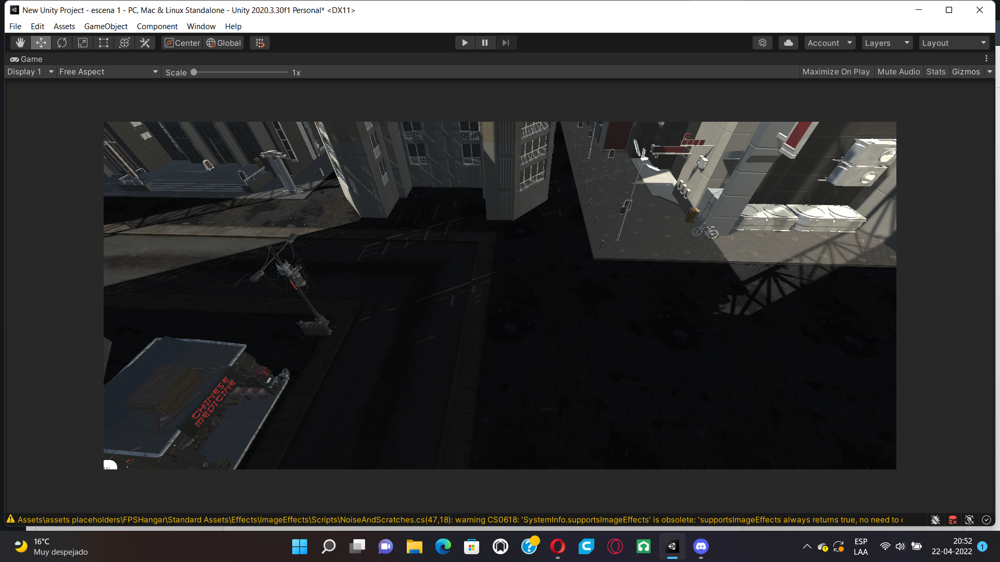 New Unity Project - escena 1 - PC, Mac & Linux Standalone - Unity 2020.3.30f1 Personal* <DX11>
File Edit Assets GameObject Component Window Help
Center Global Account Layers Layout
Game
Display 1 Free Aspect Scale 1x Maximize On Play Mute Audio Stats Gizmos
CHINESE
MEDICINE
Assets\assets placeholders\FPSHangar\Standard Assets\Effects\ImageEffects\Scripts\NoiseAndScratches.cs(47,18): warning CS0618: 'SystemInfo.supportsImageEffects' is obsolete: 'supportsImageEffects always returns true, no need to
16°C
Muy despejado
ESP
LAA
20:52
22-04-2022
1